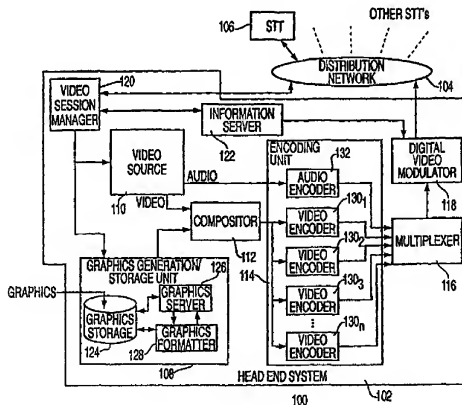 106
STT
OTHER STT's
DISTRIBUTION
NETWORK
104
120
VIDEO
SESSION
MANAGER
INFORMATION
SERVER
122
VIDEO
SOURCE
110
AUDIO
VIDEO
COMPOSITOR
112
ENCODING
UNIT
132
AUDIO
ENCODER
130₁
VIDEO
ENCODER
130₂
VIDEO
ENCODER
130₃
VIDEO
ENCODER
130ₙ
VIDEO
ENCODER
114
DIGITAL
VIDEO
MODULATOR
118
MULTIPLEXER
116
GRAPHICS GENERATION/
STORAGE UNIT
126
GRAPHICS
GRAPHICS
STORAGE
124
GRAPHICS
SERVER
GRAPHICS
FORMATTER
128
108
HEAD END SYSTEM
102
100